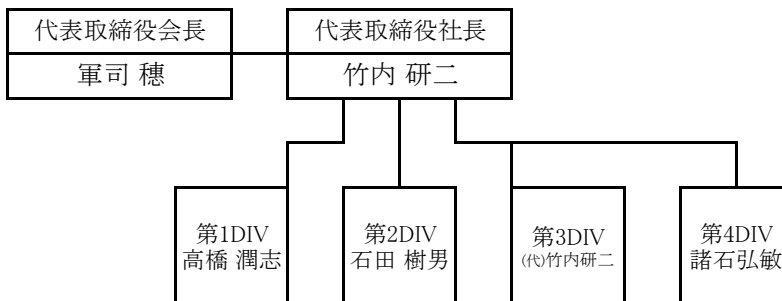 代表取締役会長
軍司 穗
代表取締役社長
竹内 研二
第1DIV
高橋 潤志
第2DIV
石田 樹男
第3DIV
(代)竹内研二
第4DIV
諸石弘敏